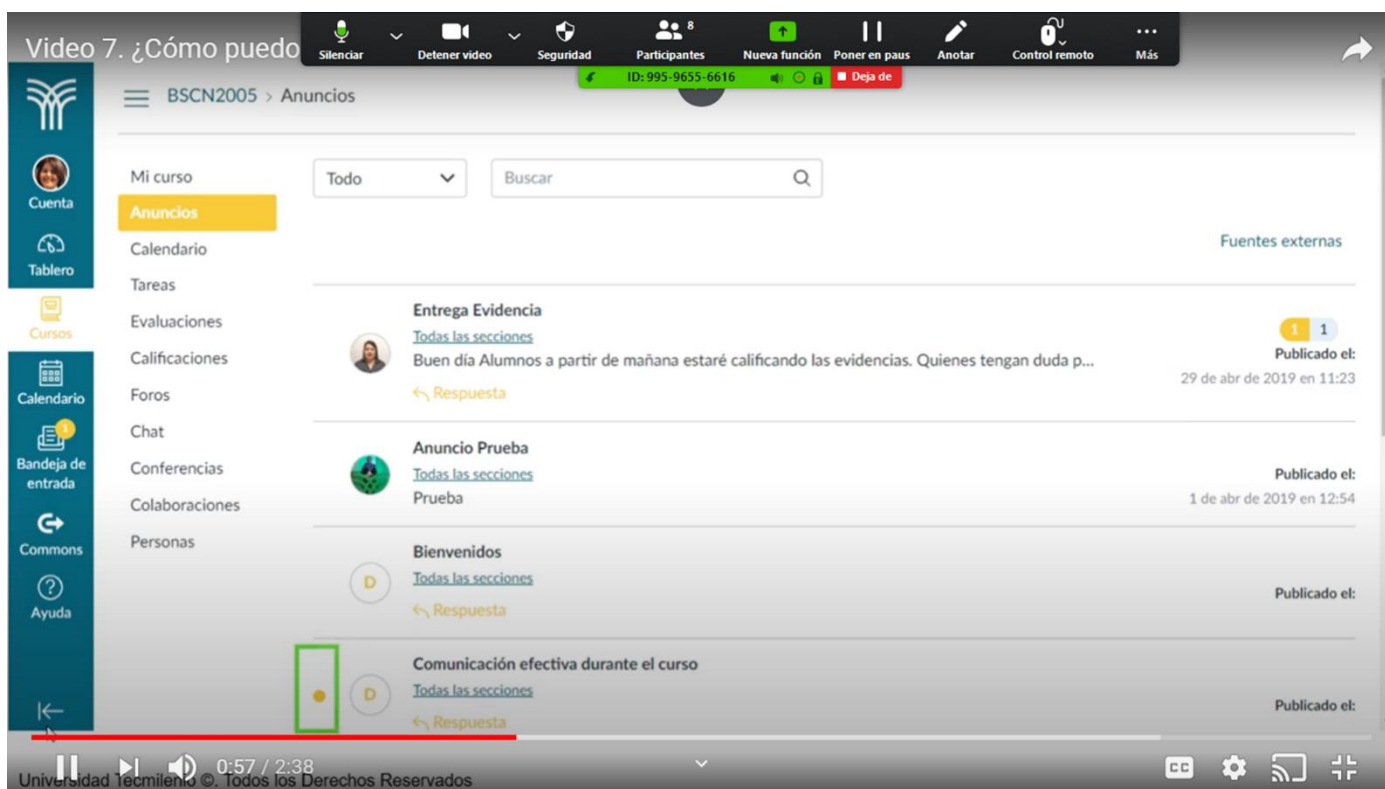 Video 7. ¿Cómo puedo
Silenciar
Detener video
Seguridad
8
Participantes
Nueva función
Poner en paus
Anotar
Control remoto
Más
ID: 995-9655-6616
Deja de
BSCN2005 > Anuncios
Cuenta
Tablero
Cursos
Calendario
1
Bandeja de
entrada
Commons
Ayuda
Mi curso
Anuncios
Calendario
Tareas
Evaluaciones
Calificaciones
Foros
Chat
Conferencias
Colaboraciones
Personas
Todo
Buscar
Fuentes externas
Entrega Evidencia
Todas las secciones
Buen día Alumnos a partir de mañana estaré calificando las evidencias. Quienes tengan duda p...
Respuesta
1 1
Publicado el:
29 de abr de 2019 en 11:23
Anuncio Prueba
Todas las secciones
Prueba
Publicado el:
1 de abr de 2019 en 12:54
D
Bienvenidos
Todas las secciones
Respuesta
Publicado el:
D
Comunicación efectiva durante el curso
Todas las secciones
Respuesta
Publicado el:
0:57 / 2:38
CC
Universidad Tecmilenio ©. Todos los Derechos Reservados